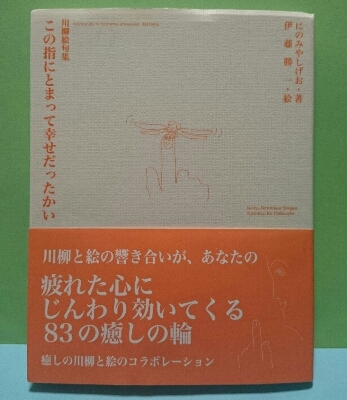 川柳絵句集
この指にとまって幸せだったかい
にのみやしげお・著
伊藤勝一・絵
川柳と絵の響き合いが、あなたの
疲れた心に
じんわり効いてくる
83の癒しの輪
癒しの川柳と絵のコラボレーション